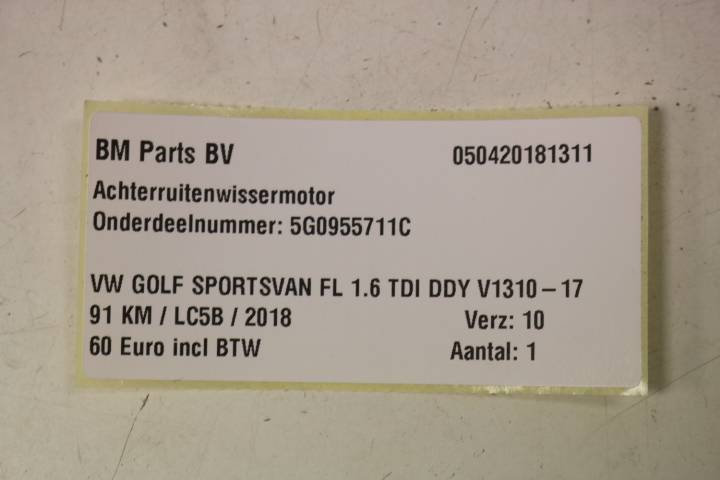 BM Parts BV 050420181311
Achterruitenwissermotor
Onderdeelnummer: 5G0955711C
VW GOLF SPORTSVAN FL 1.6 TDI DDY V1310-17
91 KM / LC5B / 2018 Verz: 10
60 Euro incl BTW Aantal: 1